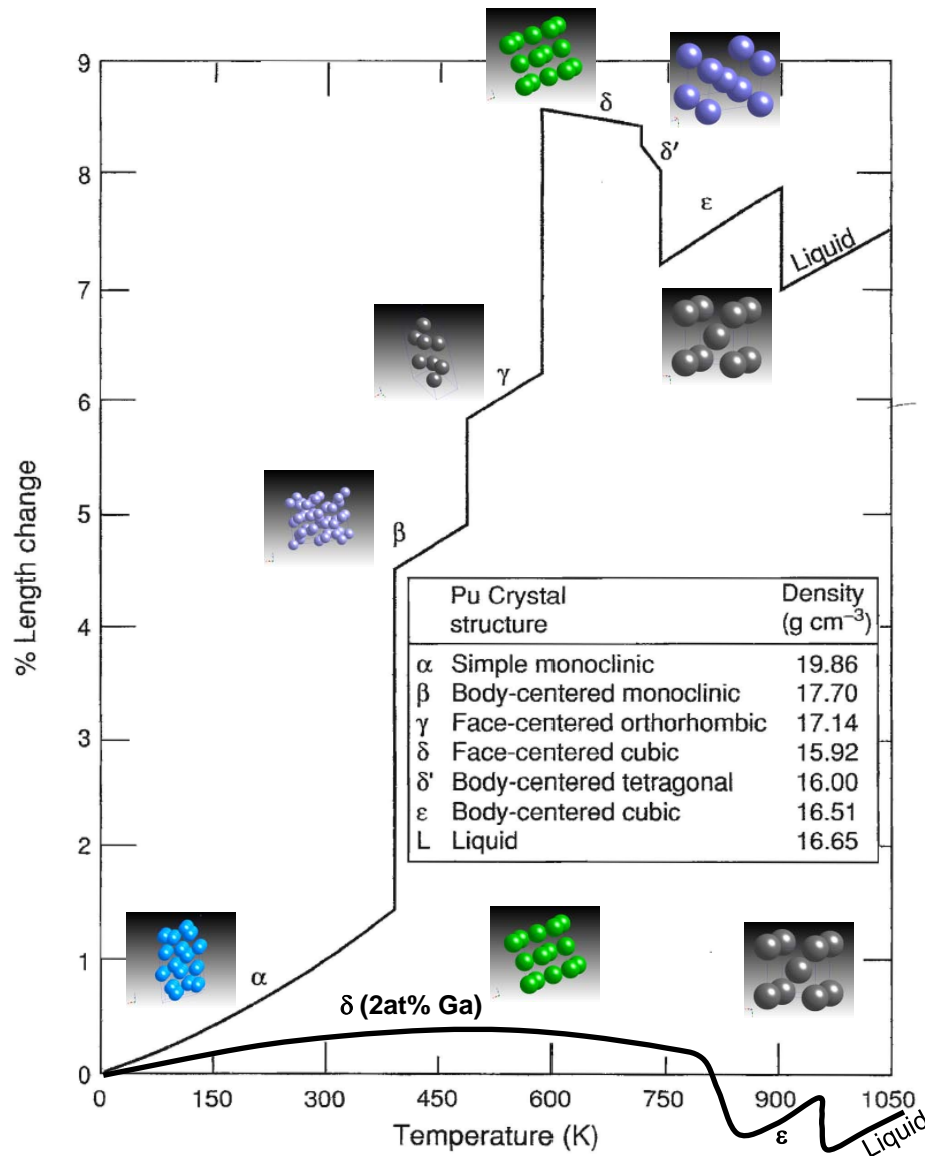 9
8
7
6
5
4
3
2
1
0
% Length change
δ
δ′
ε
Liquid
γ
β
Pu Crystal structure
Density (g cm⁻³)
α Simple monoclinic 19.86
β Body-centered monoclinic 17.70
γ Face-centered orthorhombic 17.14
δ Face-centered cubic 15.92
δ' Body-centered tetragonal 16.00
ε Body-centered cubic 16.51
L Liquid 16.65
α
δ (2at% Ga)
ε
Liquid
0 150 300 450 600 750 900 1050
Temperature (K)